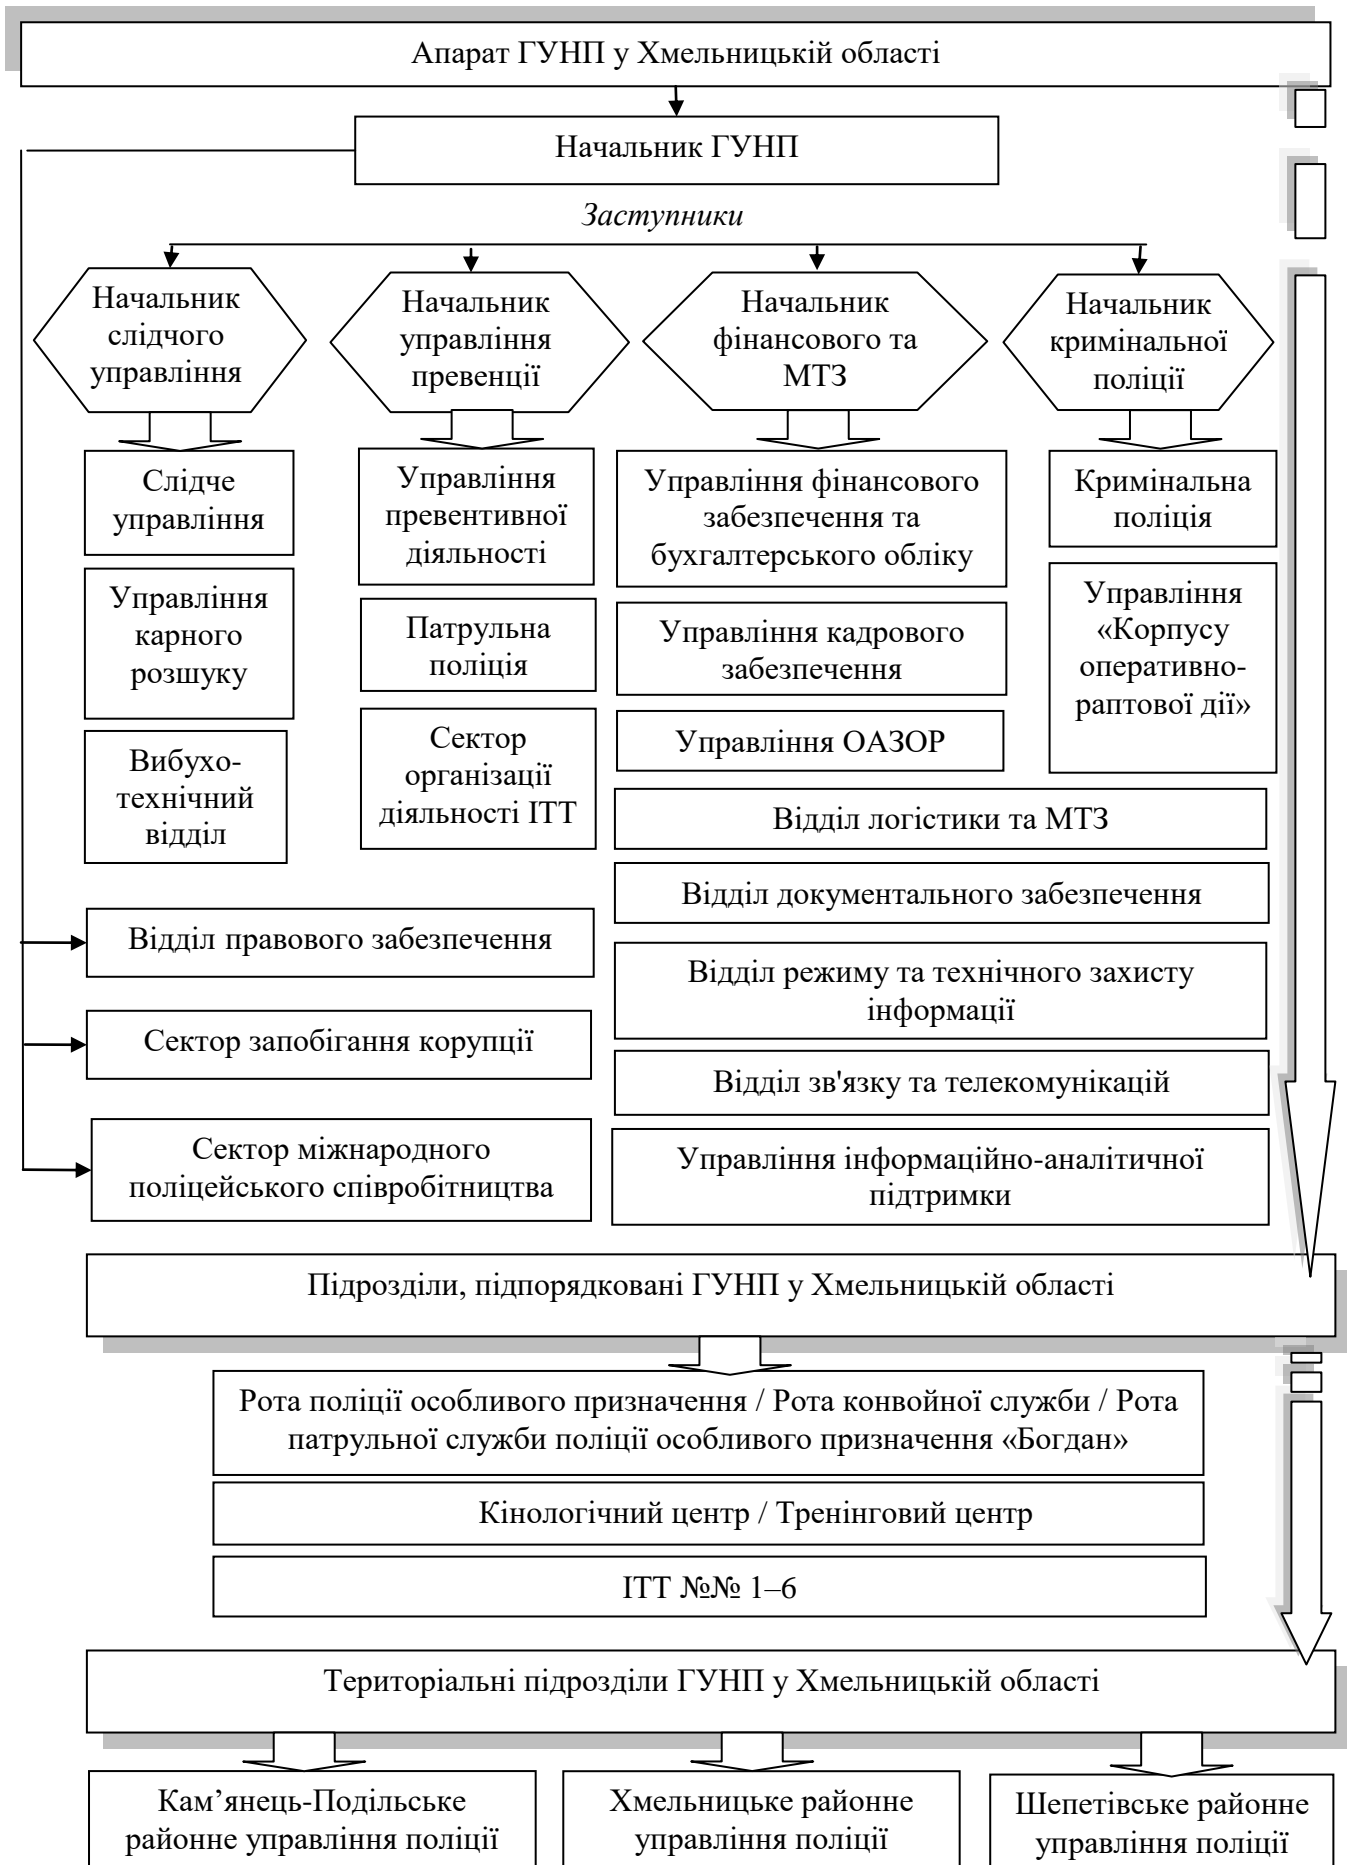 Апарат ГУНП у Хмельницькій області
Начальник ГУНП
Заступники
Начальник
слідчого
управління
Начальник
управління
превенції
Начальник
фінансового та
МТЗ
Начальник
кримінальної
поліції
Слідче
управління
Управління
карного
розшуку
Вибухо-
технічний
відділ
Управління
превентивної
діяльності
Патрульна
поліція
Сектор
організації
діяльності ІТТ
Управління фінансового
забезпечення та
бухгалтерського обліку
Управління кадрового
забезпечення
Управління ОАЗОР
Кримінальна
поліція
Управління
«Корпусу
оперативно-
раптової дії»
Відділ логістики та МТЗ
Відділ документального забезпечення
Відділ режиму та технічного захисту
інформації
Відділ зв'язку та телекомунікацій
Управління інформаційно-аналітичної
підтримки
Відділ правового забезпечення
Сектор запобігання корупції
Сектор міжнародного
поліцейського співробітництва
Підрозділи, підпорядковані ГУНП у Хмельницькій області
Рота поліції особливого призначення / Рота конвойної служби / Рота
патрульної служби поліції особливого призначення «Богдан»
Кінологічний центр / Тренінговий центр
ІТТ №№ 1–6
Територіальні підрозділи ГУНП у Хмельницькій області
Кам’янець-Подільське
районне управління поліції
Хмельницьке районне
управління поліції
Шепетівське районне
управління поліції